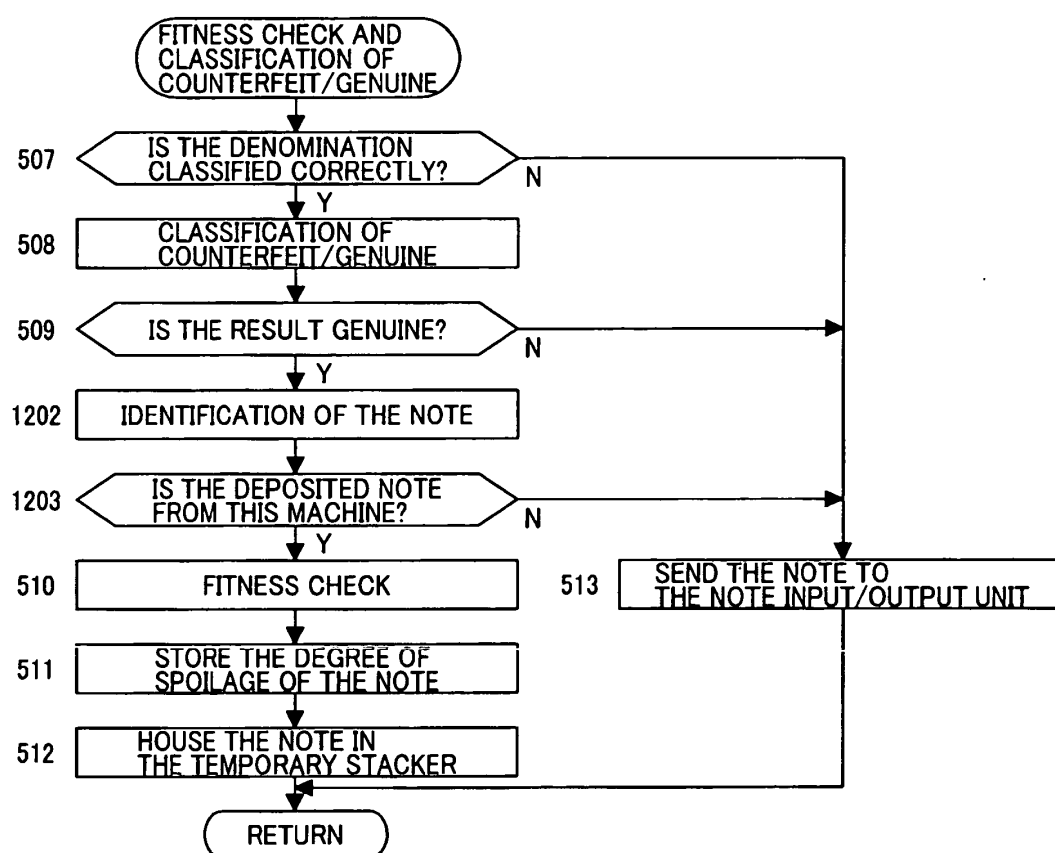 FITNESS CHECK AND
CLASSIFICATION OF
COUNTERFEIT/GENUINE
507
IS THE DENOMINATION
CLASSIFIED CORRECTLY?
N
Y
508
CLASSIFICATION OF
COUNTERFEIT/GENUINE
509
IS THE RESULT GENUINE?
N
Y
1202
IDENTIFICATION OF THE NOTE
1203
IS THE DEPOSITED NOTE
FROM THIS MACHINE?
N
Y
510
FITNESS CHECK
513
SEND THE NOTE TO
THE NOTE INPUT/OUTPUT UNIT
511
STORE THE DEGREE OF
SPOILAGE OF THE NOTE
512
HOUSE THE NOTE IN
THE TEMPORARY STACKER
RETURN